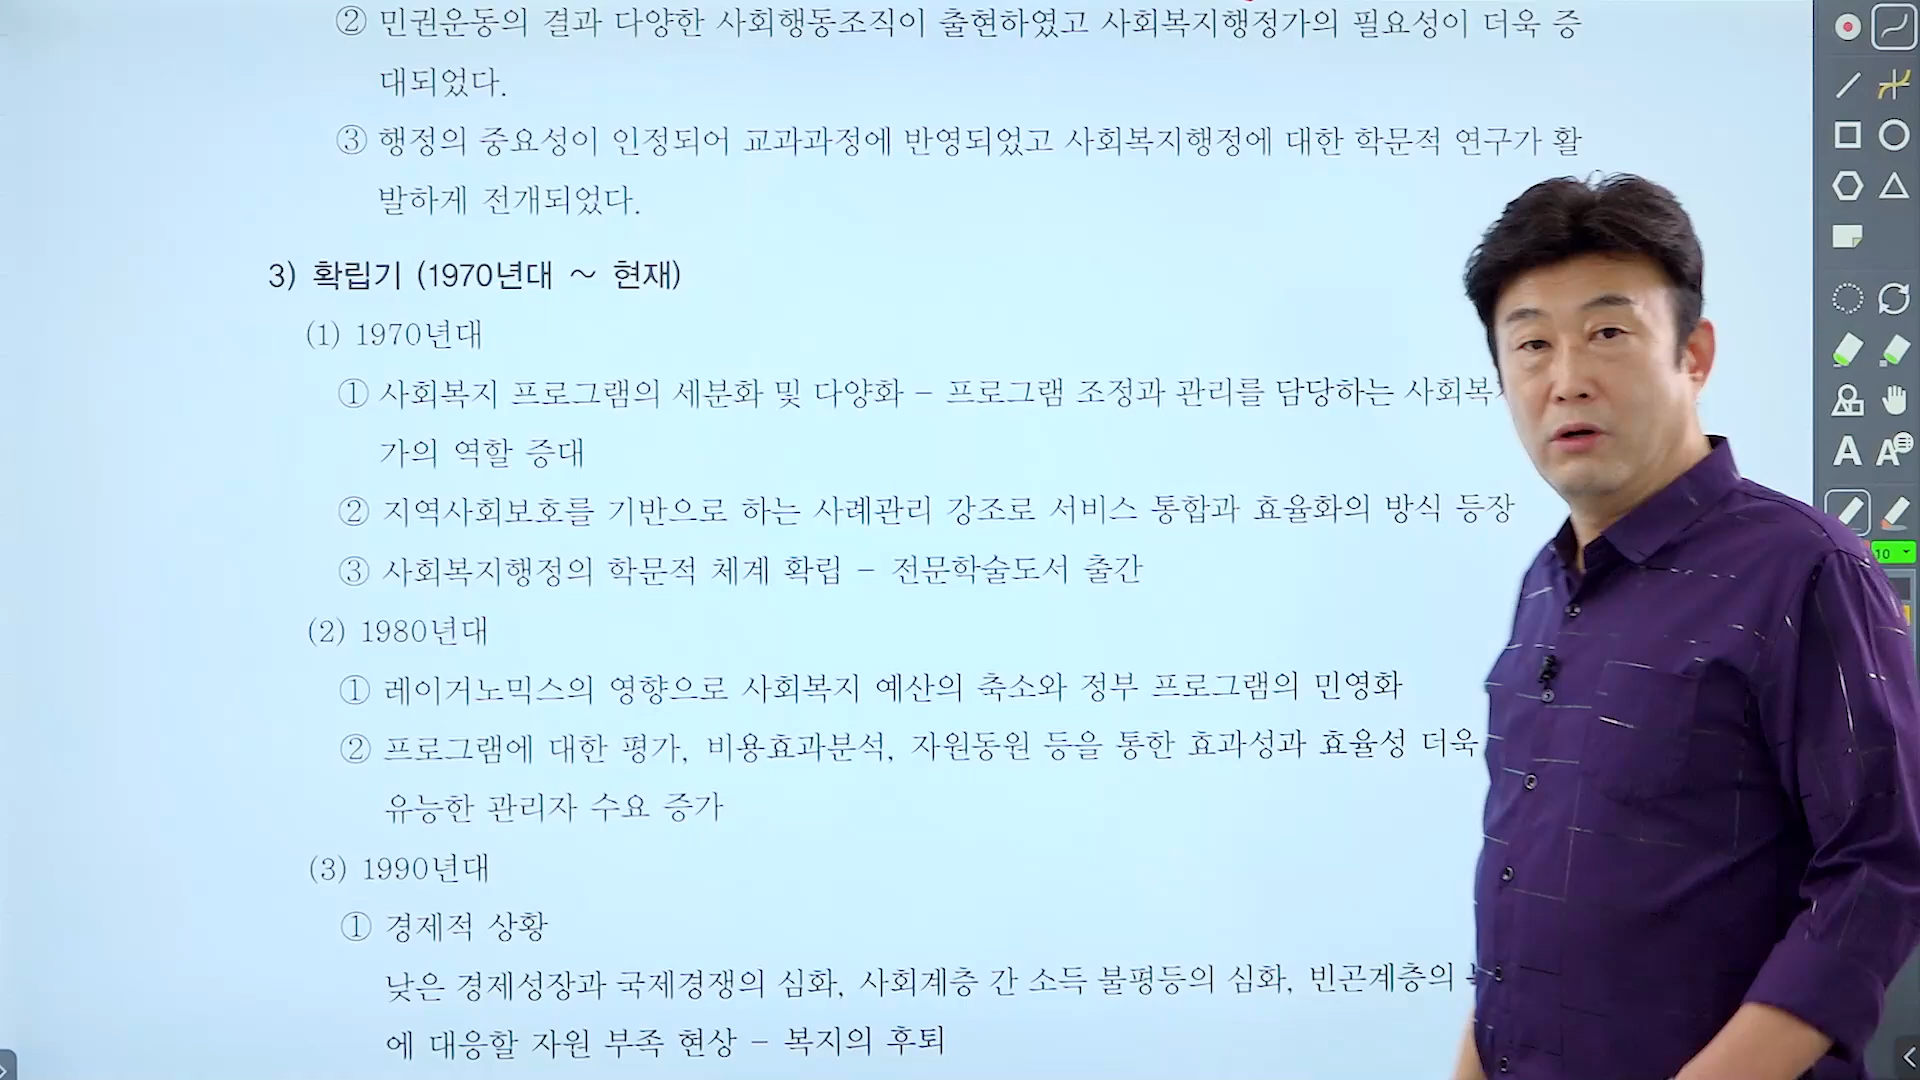 ② 민권운동의 결과 다양한 사회행동조직이 출현하였고 사회복지행정가의 필요성이 더욱 증
대되었다.
③ 행정의 중요성이 인정되어 교과과정에 반영되었고 사회복지행정에 대한 학문적 연구가 활
발하게 전개되었다.
3) 확립기 (1970년대 ~ 현재)
(1) 1970년대
① 사회복지 프로그램의 세분화 및 다양화 - 프로그램 조정과 관리를 담당하는
가의 역할 증대
② 지역사회보호를 기반으로 하는 사례관리 강조로 서비스 통합과 효율화의 방식 등장
③ 사회복지행정의 학문적 체계 확립 - 전문학술도서 출간
(2) 1980년대
① 레이거노믹스의 영향으로 사회복지 예산의 축소와 정부 프로그램의 민영화
② 프로그램에 대한 평가, 비용효과분석, 자원동원 등을 통한 효과성과 효율성 더욱
유능한 관리자 수요 증가
(3) 1990년대
① 경제적 상황
낮은 경제성장과 국제경쟁의 심화, 사회계층 간 소득 불평등의 심화, 빈곤계층의
에 대응할 자원 부족 현상 - 복지의 후퇴
A A
10